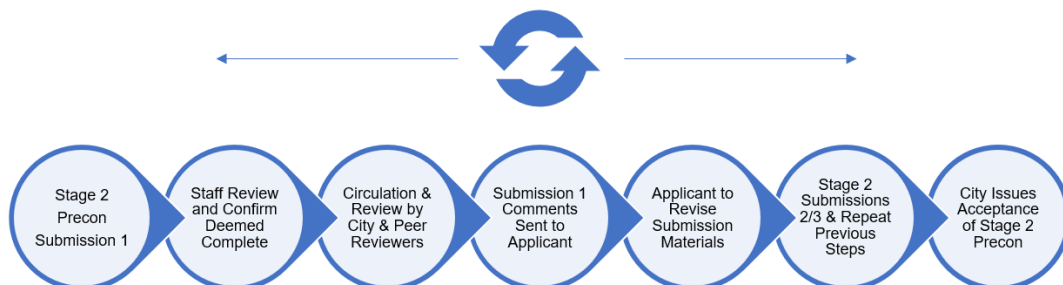 Stage 2
Precon
Submission 1
Staff Review
and Confirm
Deemed
Complete
Circulation &
Review by
City & Peer
Reviewers
Submission 1
Comments
Sent to
Applicant
Applicant to
Revise
Submission
Materials
Stage 2
Submissions
2/3 & Repeat
Previous
Steps
City Issues
Acceptance
of Stage 2
Precon